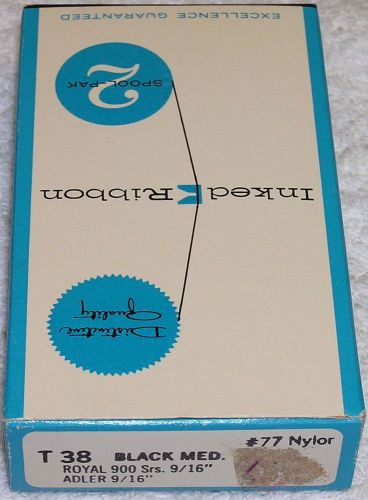 EXCELLENCE GUARANTEED
2
SPOOL-PAK
Inked Ribbon
Distinctive
Quality
#77 Nylor
T 38 BLACK MED.
ROYAL 900 Srs. 9/16"
ADLER 9/16"